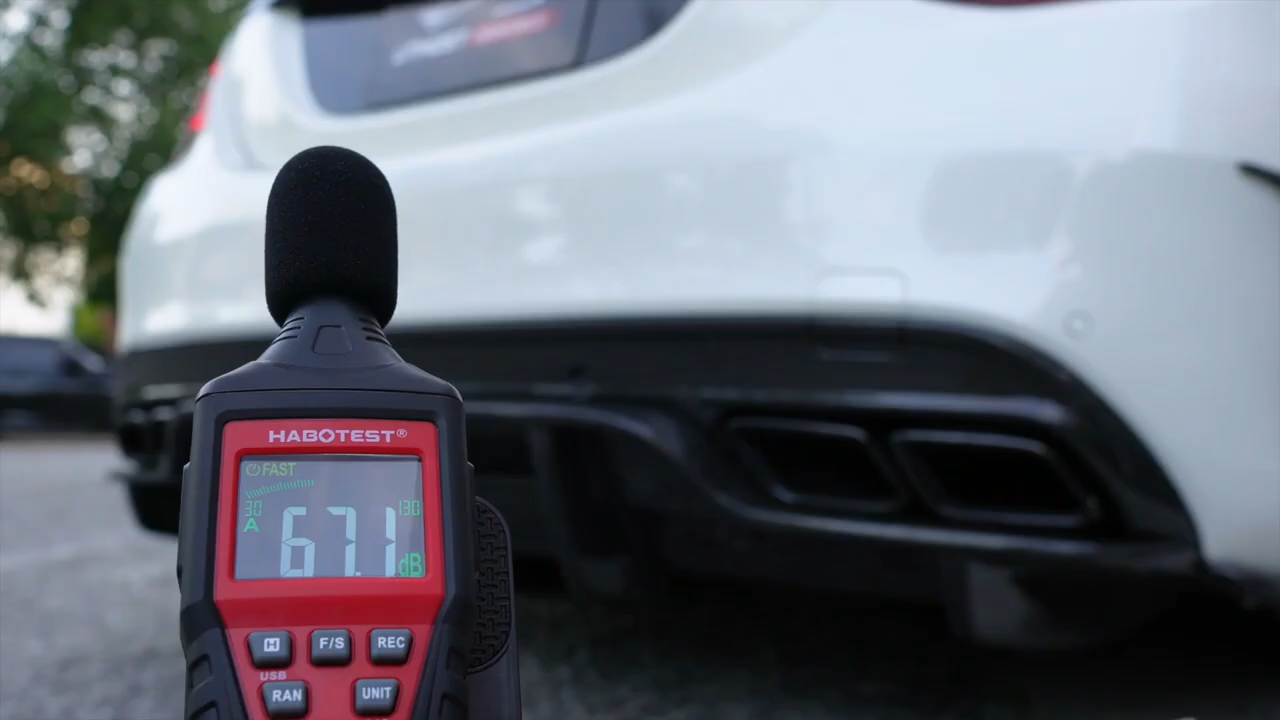 HABOTEST®
FAST
30 130
A
67.1 dB
H F/S REC
USB
RAN UNIT